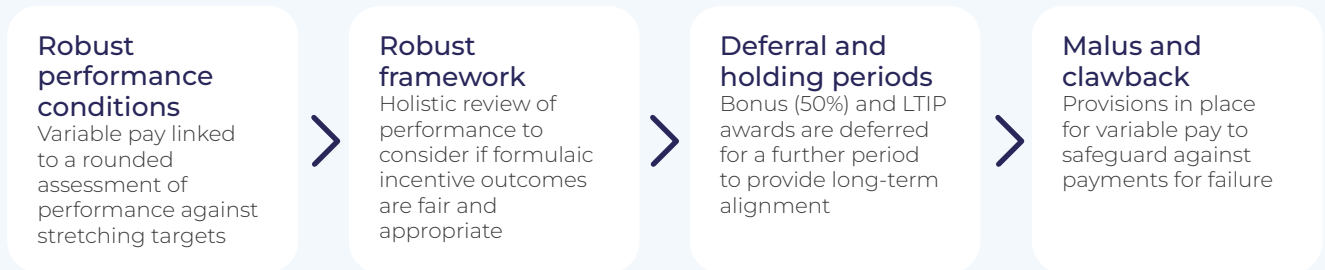 Robust
performance
conditions
Variable pay linked
to a rounded
assessment of
performance against
stretching targets
Robust
framework
Holistic review of
performance to
consider if formulaic
incentive outcomes
are fair and
appropriate
Deferral and
holding periods
Bonus (50%) and LTIP
awards are deferred
for a further period
to provide long-term
alignment
Malus and
clawback
Provisions in place
for variable pay to
safeguard against
payments for failure